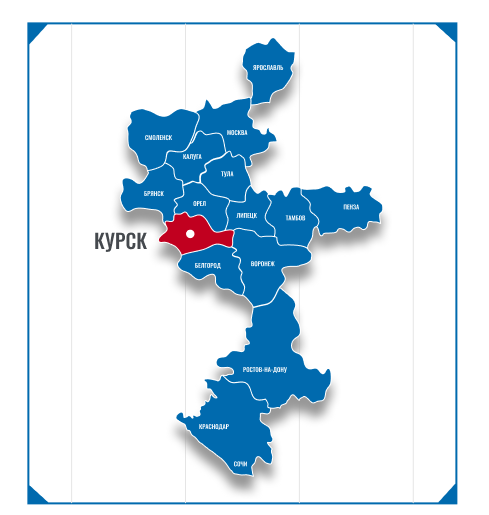 ЯРОСЛАВЛЬ
МОСКВА
СМОЛЕНСК
КАЛУГА
ТУЛА
БРЯНСК
ОРЕЛ
ЛИПЕЦК
ТАМБОВ
ПЕНЗА
КУРСК
БЕЛГОРОД
ВОРОНЕЖ
РОСТОВ-НА-ДОНУ
КРАСНОДАР
СОЧИ